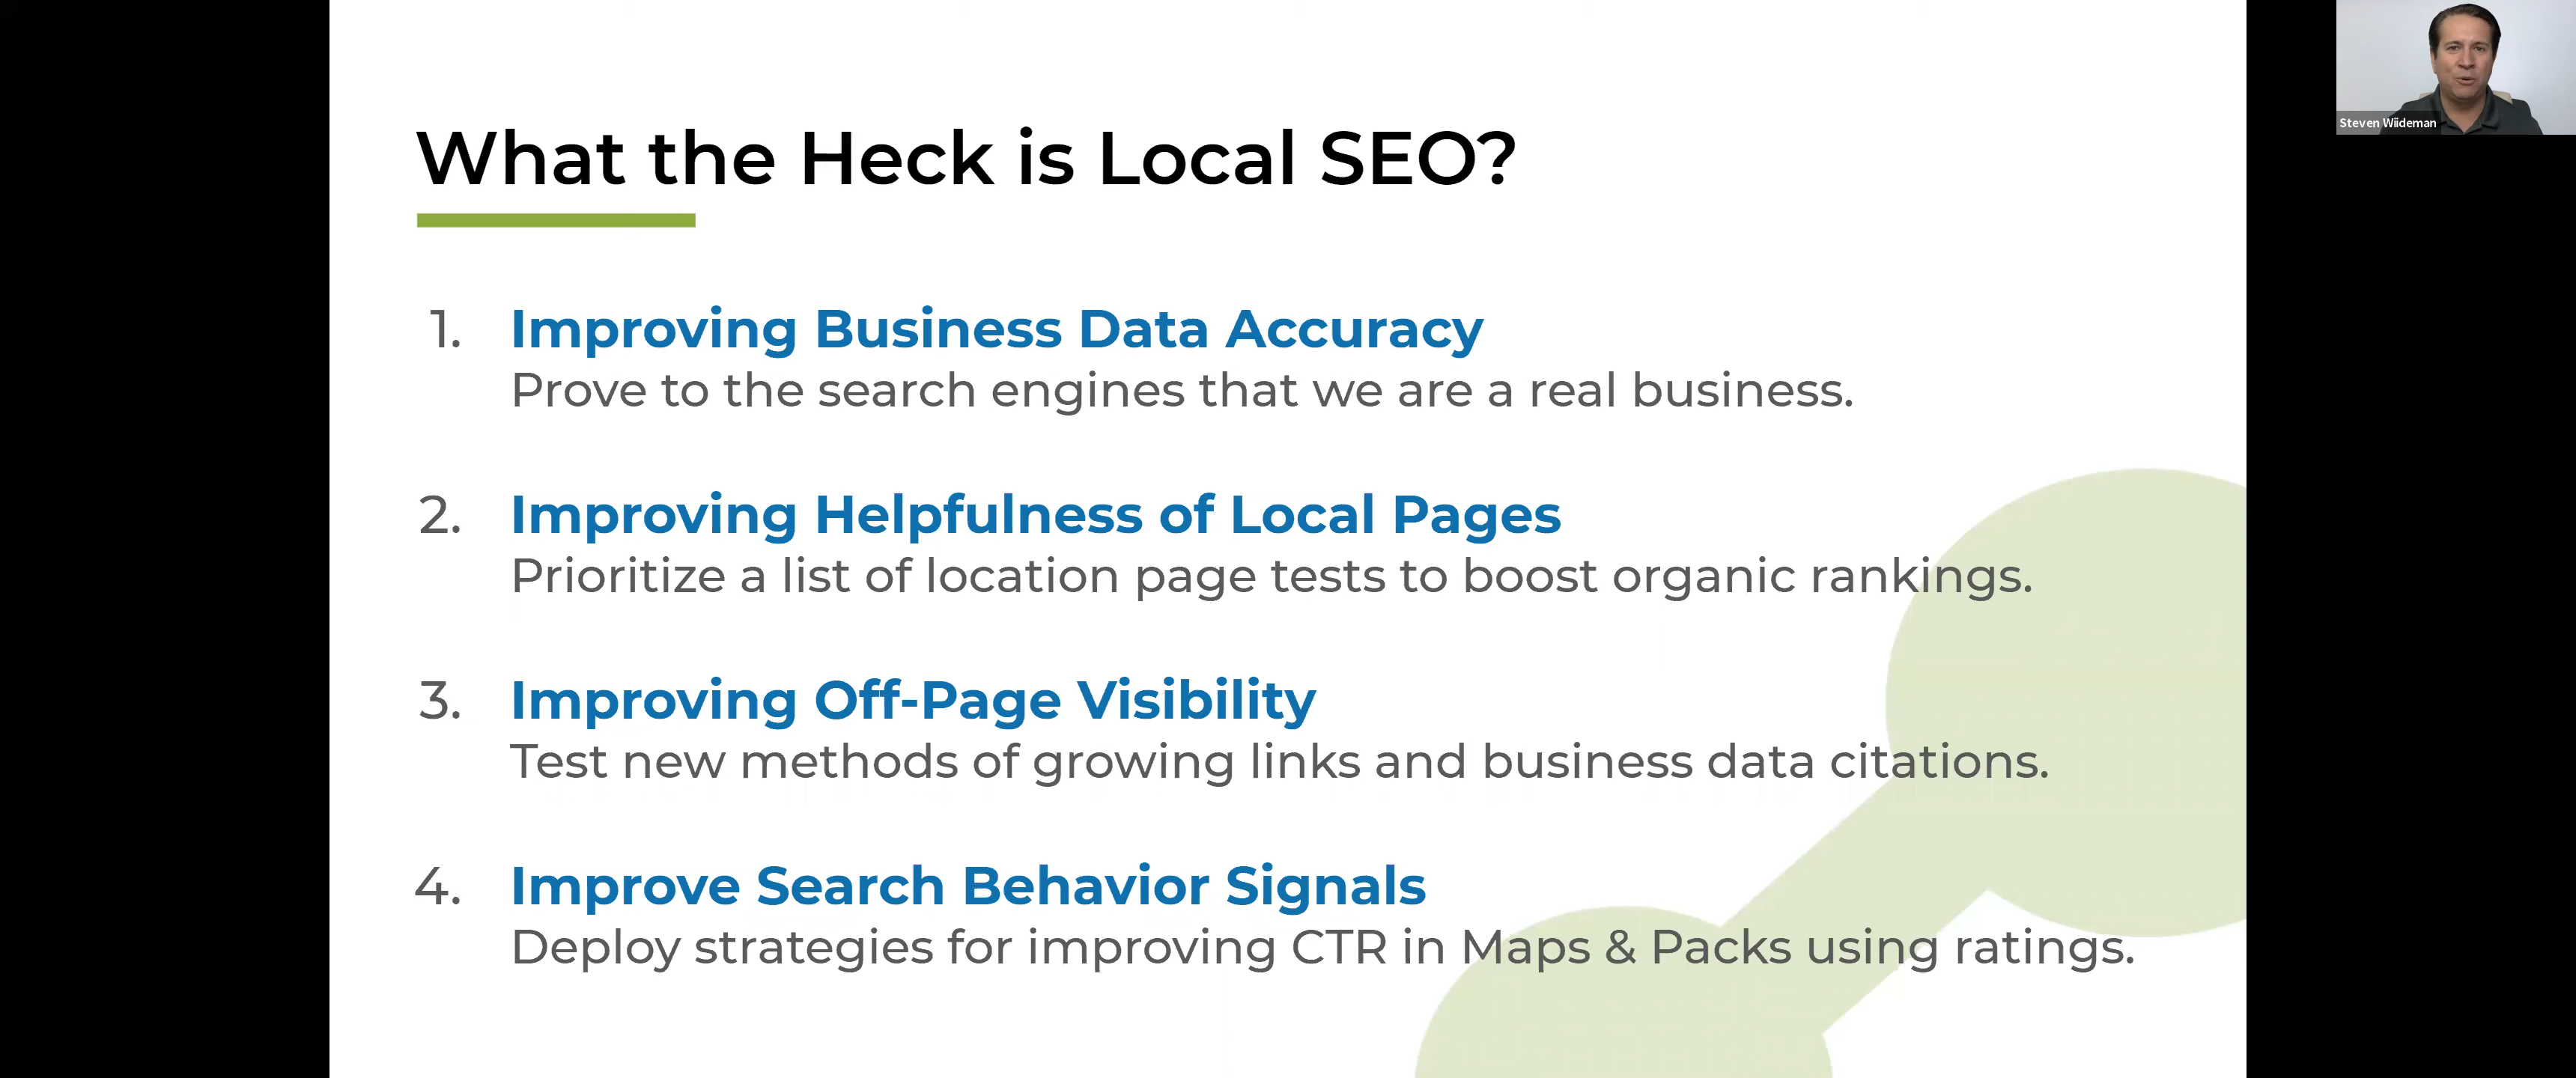 What the Heck is Local SEO?
1. Improving Business Data Accuracy
Prove to the search engines that we are a real business.
2. Improving Helpfulness of Local Pages
Prioritize a list of location page tests to boost organic rankings.
3. Improving Off-Page Visibility
Test new methods of growing links and business data citations.
4. Improve Search Behavior Signals
Deploy strategies for improving CTR in Maps & Packs using ratings.
Steven Wiideman